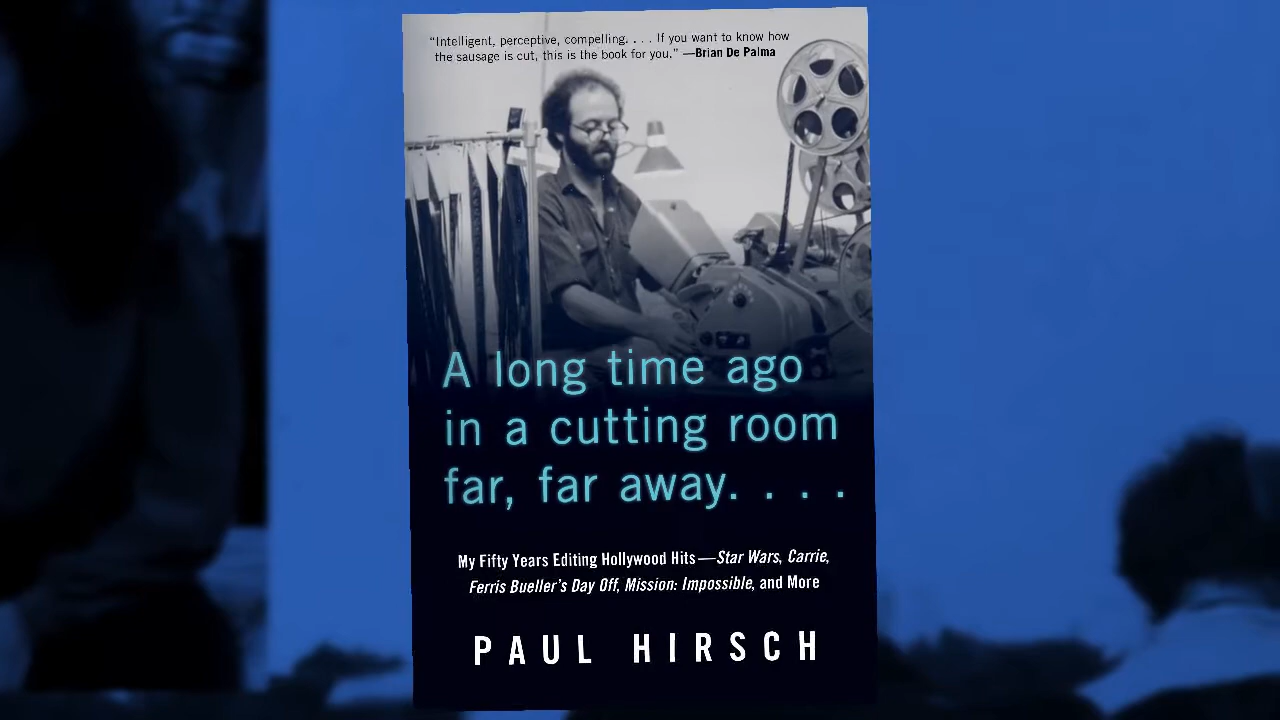 “Intelligent, perceptive, compelling. . . . If you want to know how
the sausage is cut, this is the book for you.” —Brian De Palma
A long time ago
in a cutting room
far, far away. . . .
My Fifty Years Editing Hollywood Hits—Star Wars, Carrie,
Ferris Bueller’s Day Off, Mission: Impossible, and More
PAUL HIRSCH